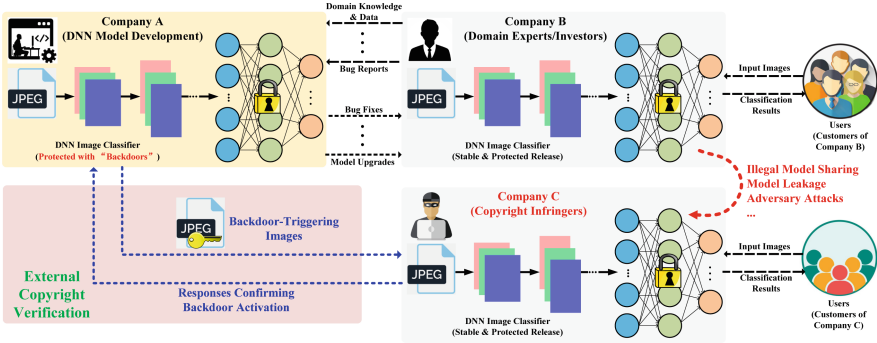 Company A
(DNN Model Development)
JPEG
DNN Image Classifier
(Protected with “Backdoors”)
Domain Knowledge
& Data
Bug Reports
Bug Fixes
Model Upgrades
Company B
(Domain Experts/Investors)
JPEG
DNN Image Classifier
(Stable & Protected Release)
Input Images
Classification
Results
Users
(Customers of
Company B)
Illegal Model Sharing
Model Leakage
Adversary Attacks
...
External
Copyright
Verification
JPEG
Backdoor-Triggering
Images
Responses Confirming
Backdoor Activation
Company C
(Copyright Infringers)
JPEG
DNN Image Classifier
(Stable & Protected Release)
Input Images
Classification
Results
Users
(Customers of
Company C)